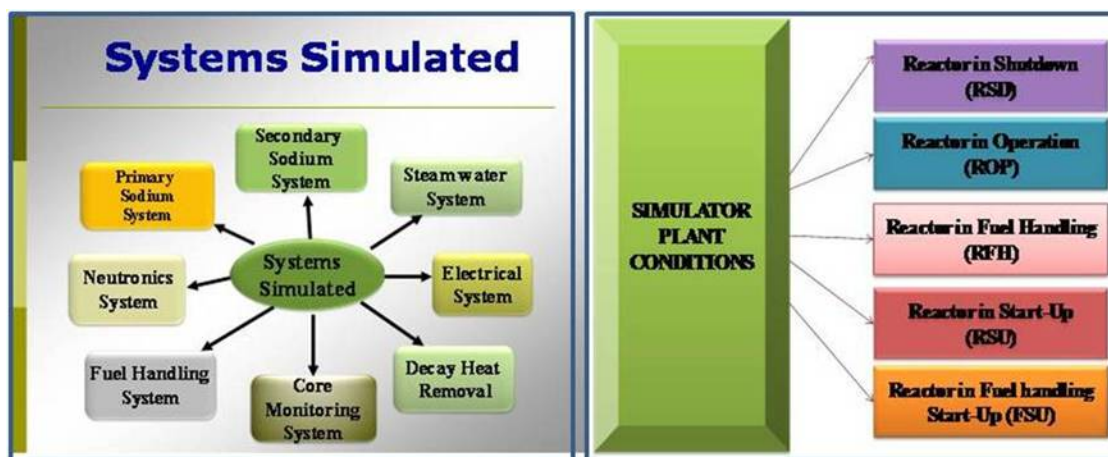 Systems Simulated
Secondary
Sodium
System
Primary
Sodium
System
Steam water
System
Neutronics
System
Systems
Simulated
Electrical
System
Fuel Handling
System
Core
Monitoring
System
Decay Heat
Removal
SIMULATOR
PLANT
CONDITIONS
Reactor in Shutdown
(RSD)
Reactor in Operation
(ROP)
Reactor in Fuel Handling
(RFH)
Reactor in Start-Up
(RSU)
Reactor in Fuel handling
Start-Up (FSU)